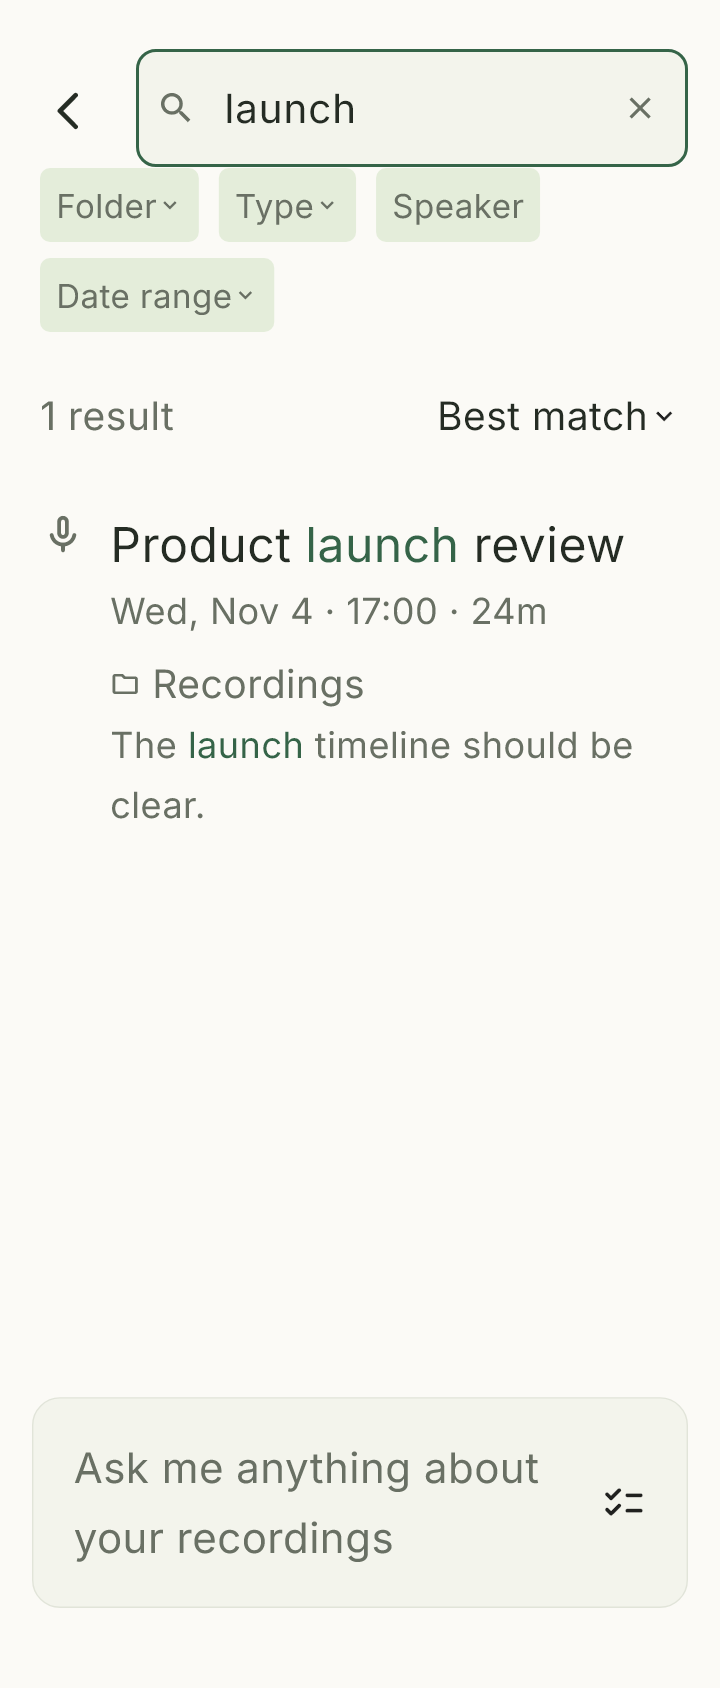 launch
Folder Type Speaker
Date range
1 result Best match
Product launch review
Wed, Nov 4 · 17:00 · 24m
Recordings
The launch timeline should be
clear.
Ask me anything about
your recordings